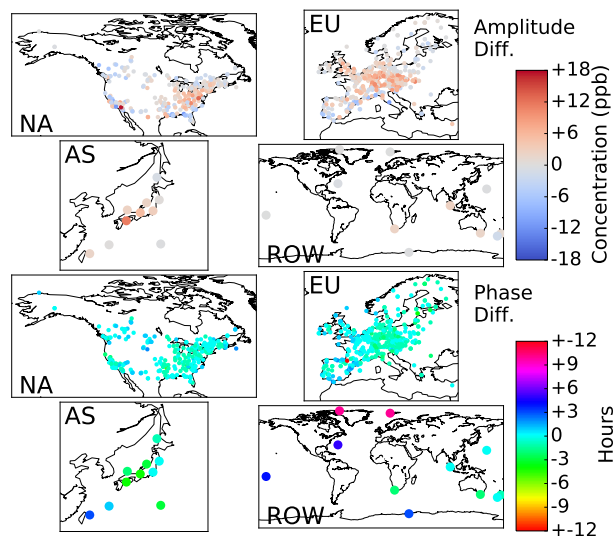 EU
Amplitude
Diff.
NA
+18
+12
+6
0
-6
-12
-18
Concentration (ppb)
AS
ROW
EU
Phase
Diff.
NA
+-12
+9
+6
+3
0
-3
-6
-9
-12
Hours
AS
ROW